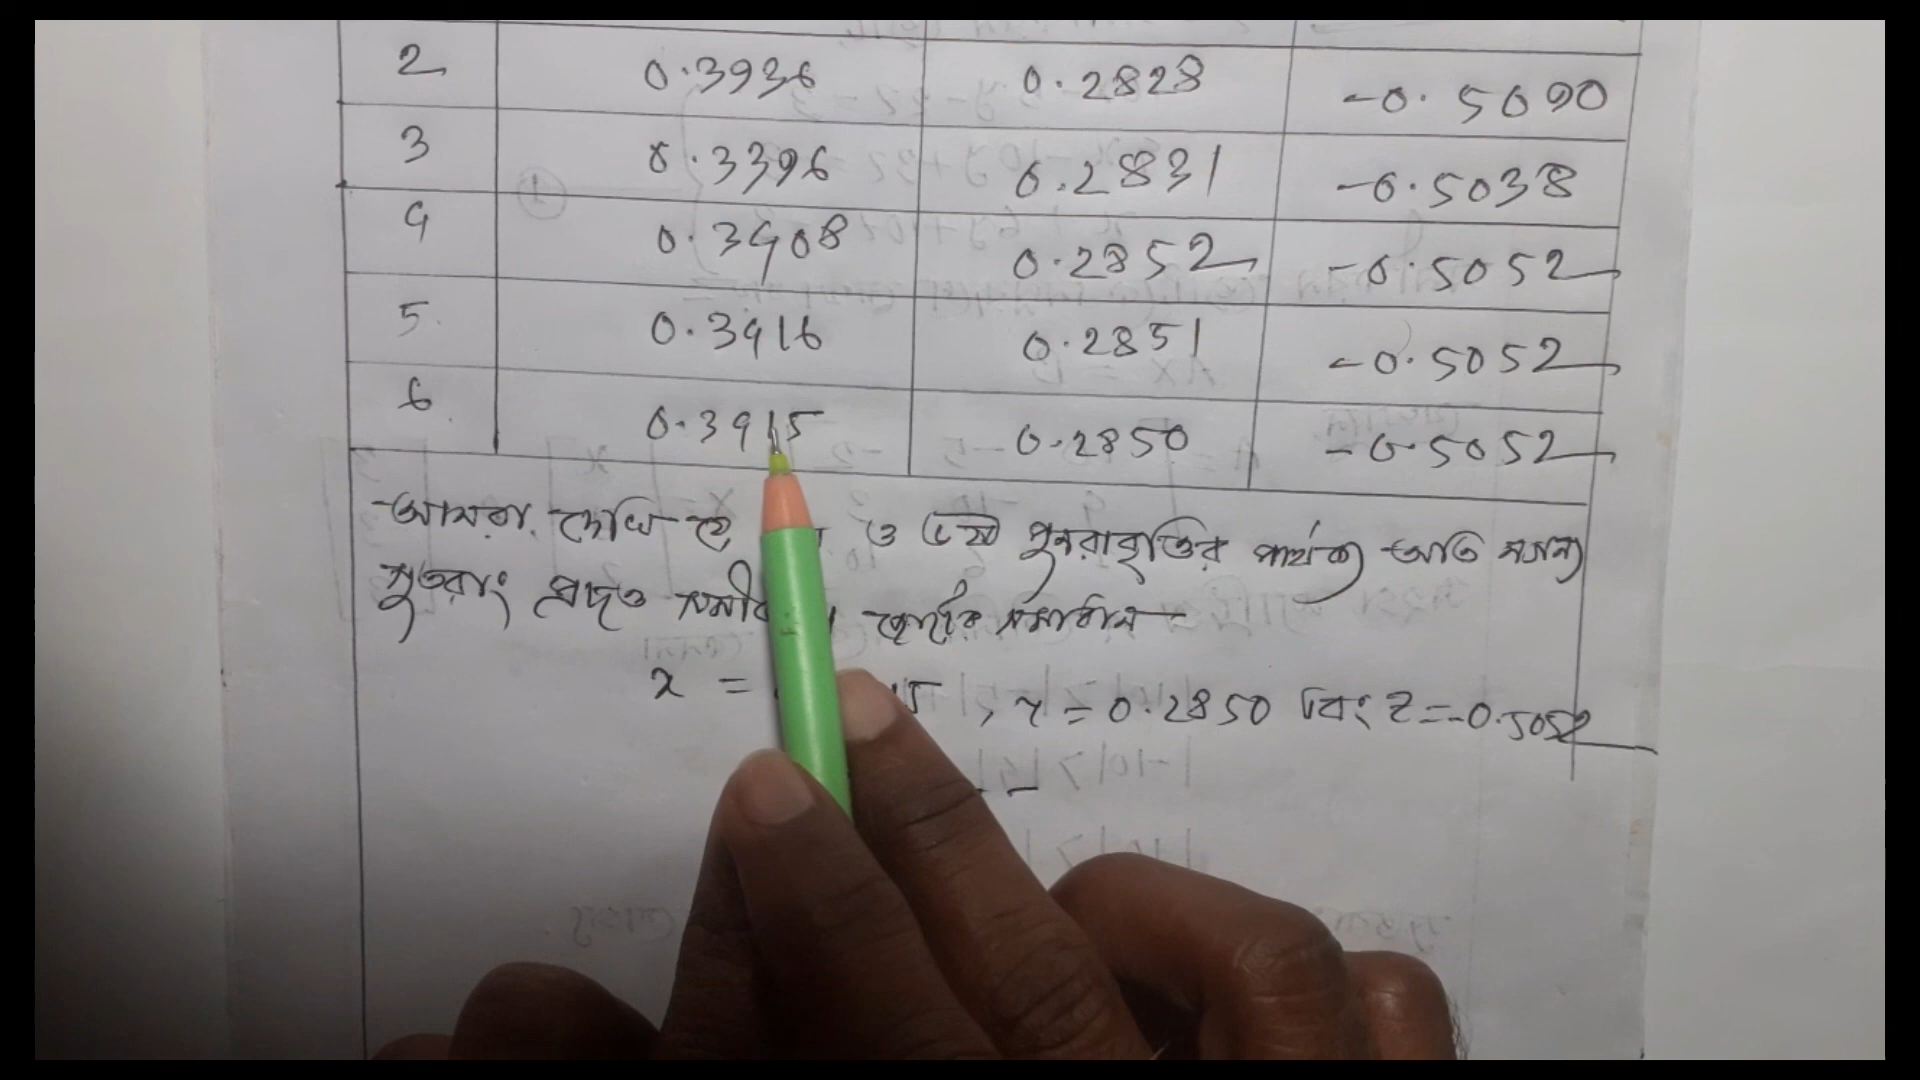 2 0.3936 0.2828 -0.5090
3 0.3396 0.2831 -0.5038
4 0.3408 0.2852 -0.5052
5 0.3416 0.2851 -0.5052
6 0.3415 0.2850 -0.5052
আমরা দেখি যে, ও ৬ষ্ঠ পুনরাবৃত্তির পার্থক্য অতি নগন্য
সুতরাং প্রদত্ত জোটের সমাধান
x = 15, y = 0.2850 এবং z = -0.5052